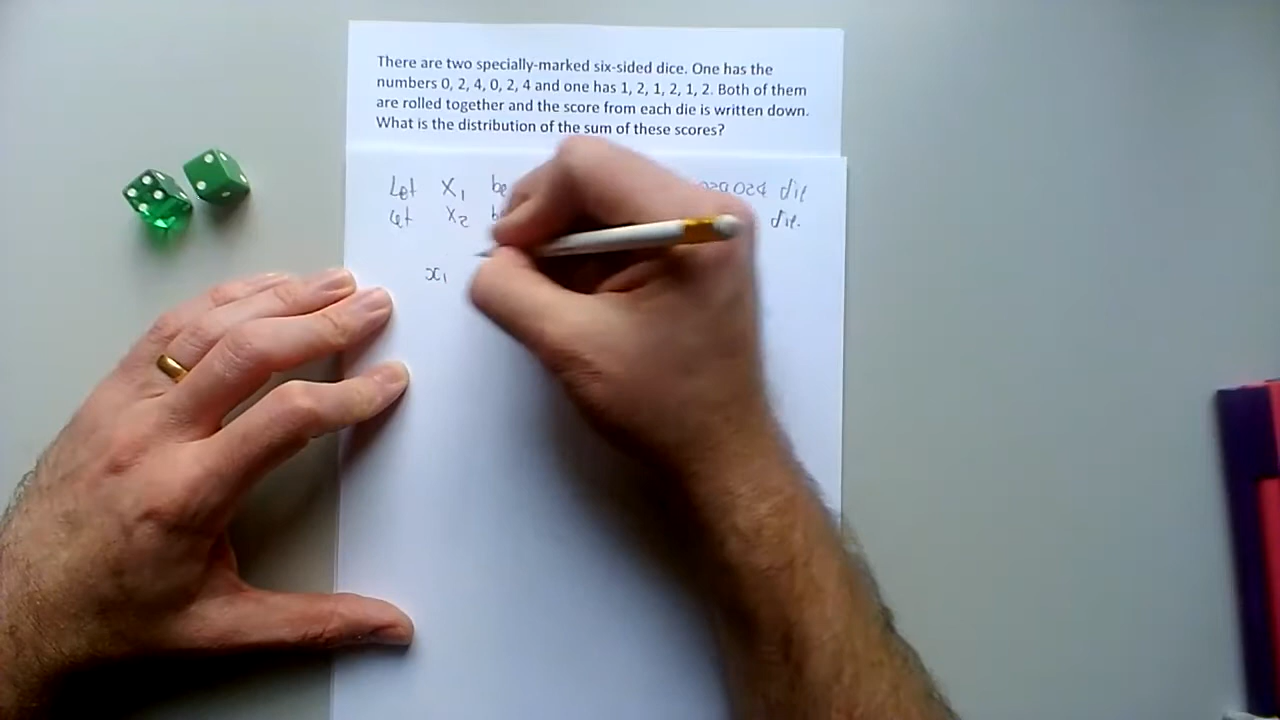 There are two specially-marked six-sided dice. One has the
numbers 0, 2, 4, 0, 2, 4 and one has 1, 2, 1, 2, 1, 2. Both of them
are rolled together and the score from each die is written down.
What is the distribution of the sum of these scores?
Let X₁ be 024 die
Let X₂ die.
x₁